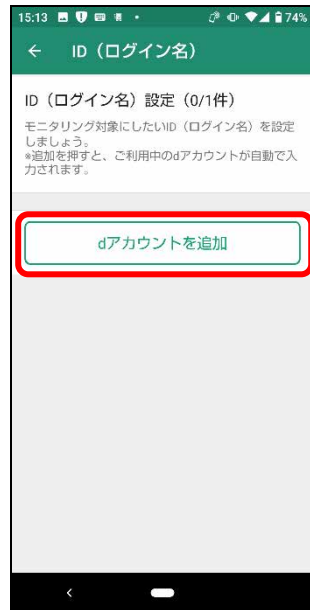 15:13
74%
← ID（ログイン名）
ID（ログイン名）設定（0/1件）
モニタリング対象にしたいID（ログイン名）を設定
しましょう。
※追加を押すと、ご利用中のdアカウントが自動で入
力されます。
dアカウントを追加